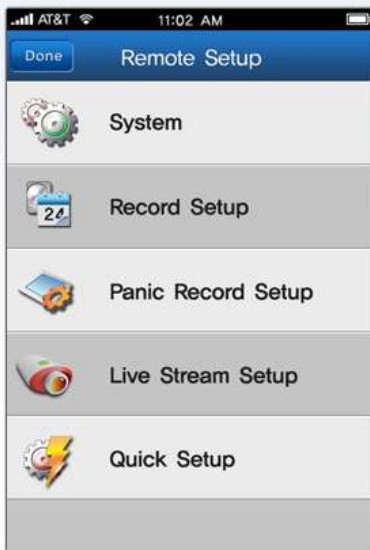 AT&T 11:02 AM
Done Remote Setup
System
24
Record Setup
Panic Record Setup
Live Stream Setup
Quick Setup